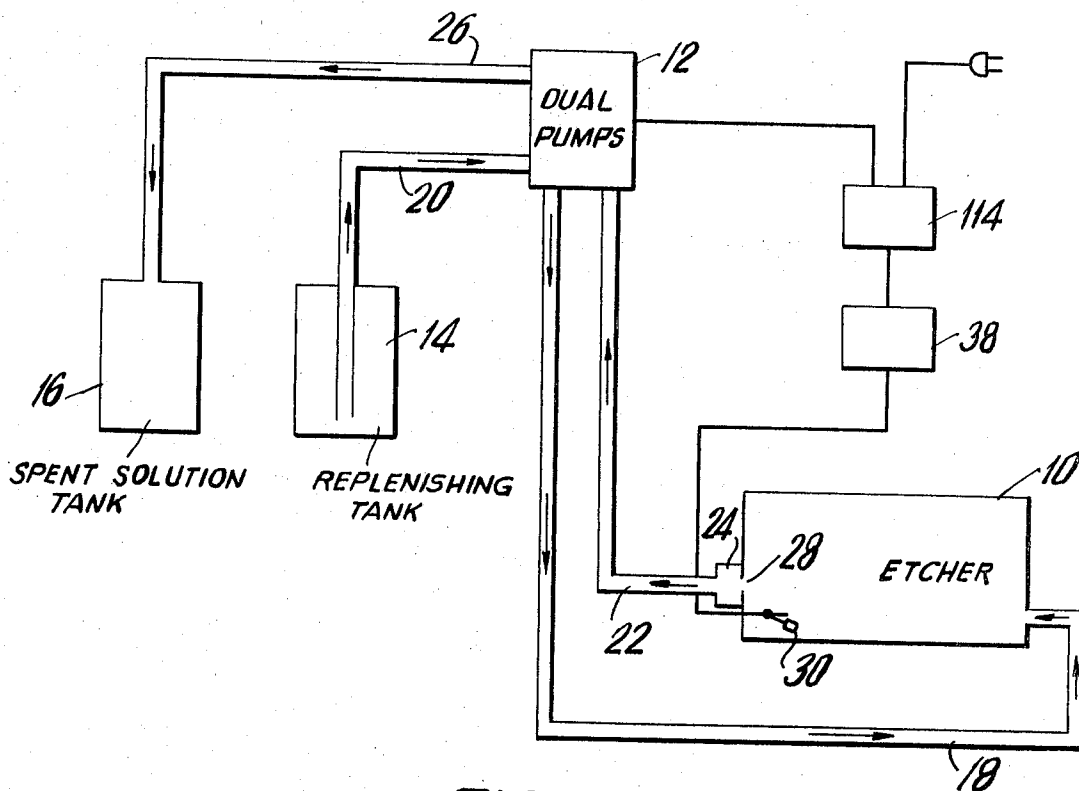 26
12
DUAL
PUMPS
20
114
14
38
16
SPENT SOLUTION
TANK
REPLENISHING
TANK
10
24
28
ETCHER
22
30
18